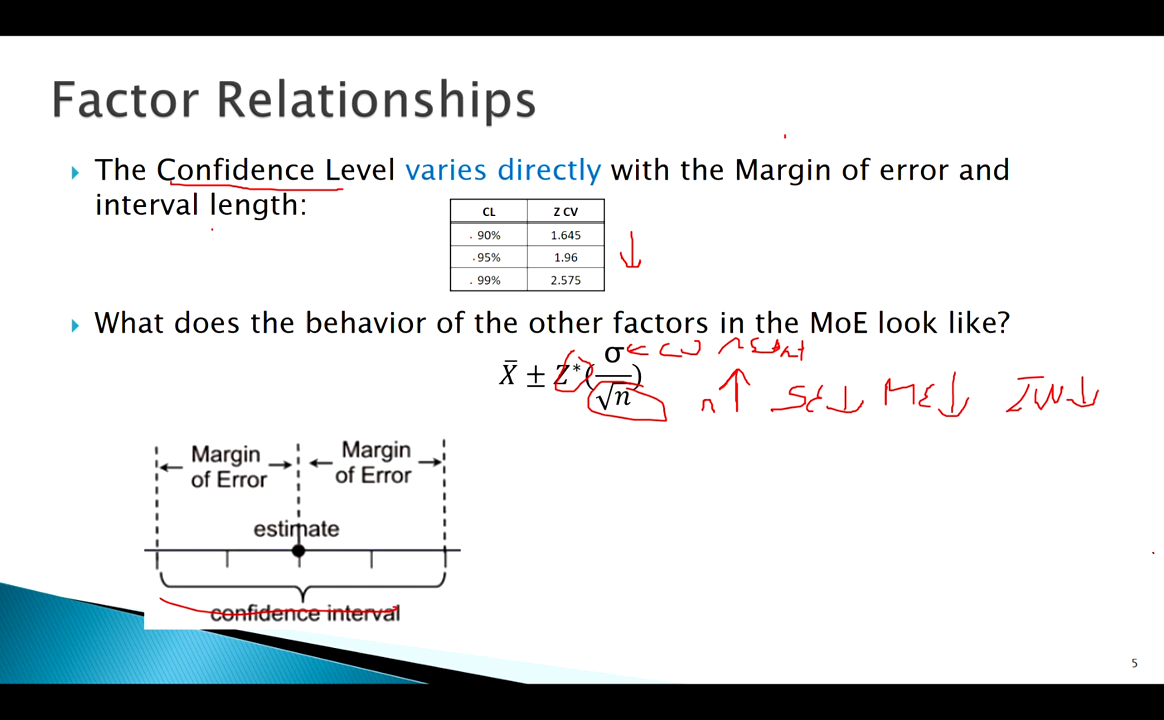 Factor Relationships
The Confidence Level varies directly with the Margin of error and
interval length:
CL Z CV
90% 1.645
95% 1.96
99% 2.575
What does the behavior of the other factors in the MoE look like?
X̄ ± Z*(σ/√n)
n↑ SE↓ ME↓ IW↓
Margin of Error Margin of Error
estimate
confidence interval
5